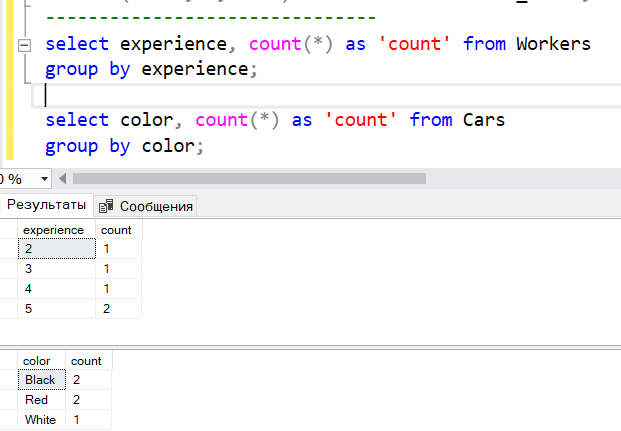 --------------------------------
select experience, count(*) as 'count' from Workers
group by experience;
select color, count(*) as 'count' from Cars
group by color;
0 %
Результаты Сообщения
experience count
2 1
3 1
4 1
5 2
color count
Black 2
Red 2
White 1